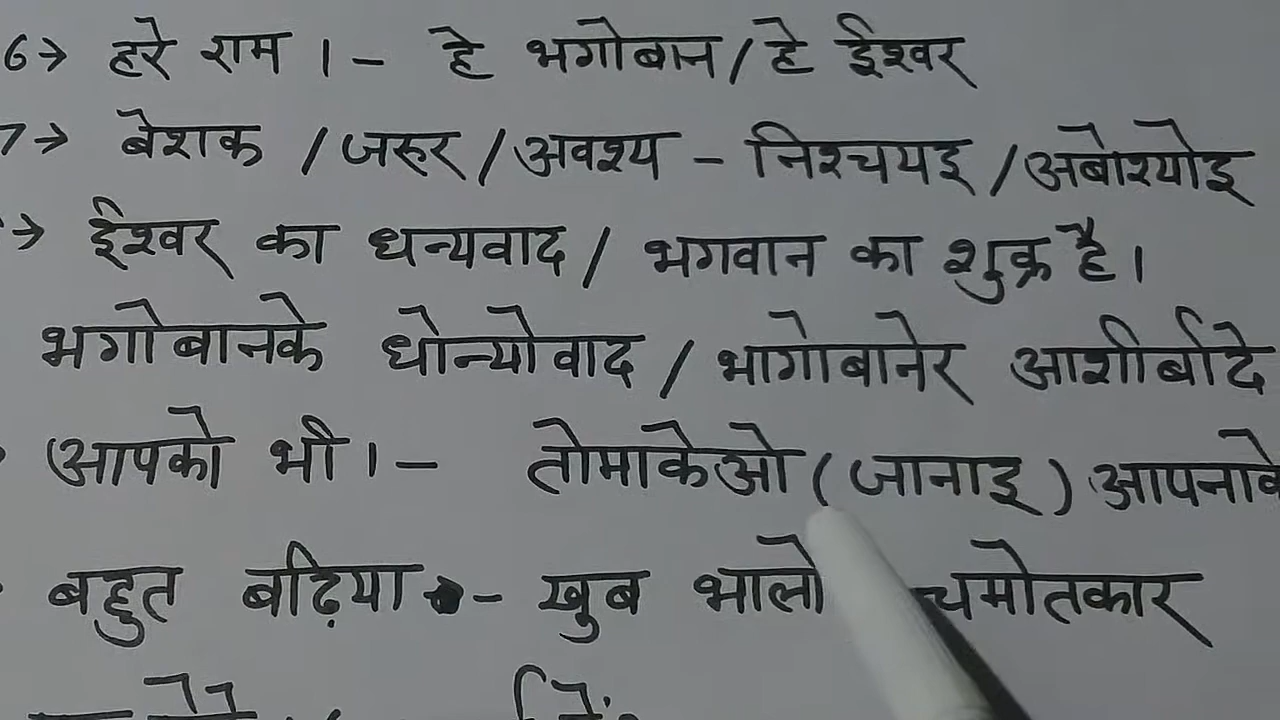 6→ हरे राम ।- हे भगोबान/हे ईश्वर
7→ बेशक /जरुर/अवश्य - निश्चयइ /अबोश्योइ
→ ईश्वर का धन्यवाद/ भगवान का शुक्र है।
भगोबानके धोन्योवाद / भागोबानेर आशीर्बादे
आपको भी।- तोमाकेओ (जानाइ) आपनाके
बहुत बढ़िया - खुब भालो चमोतकार